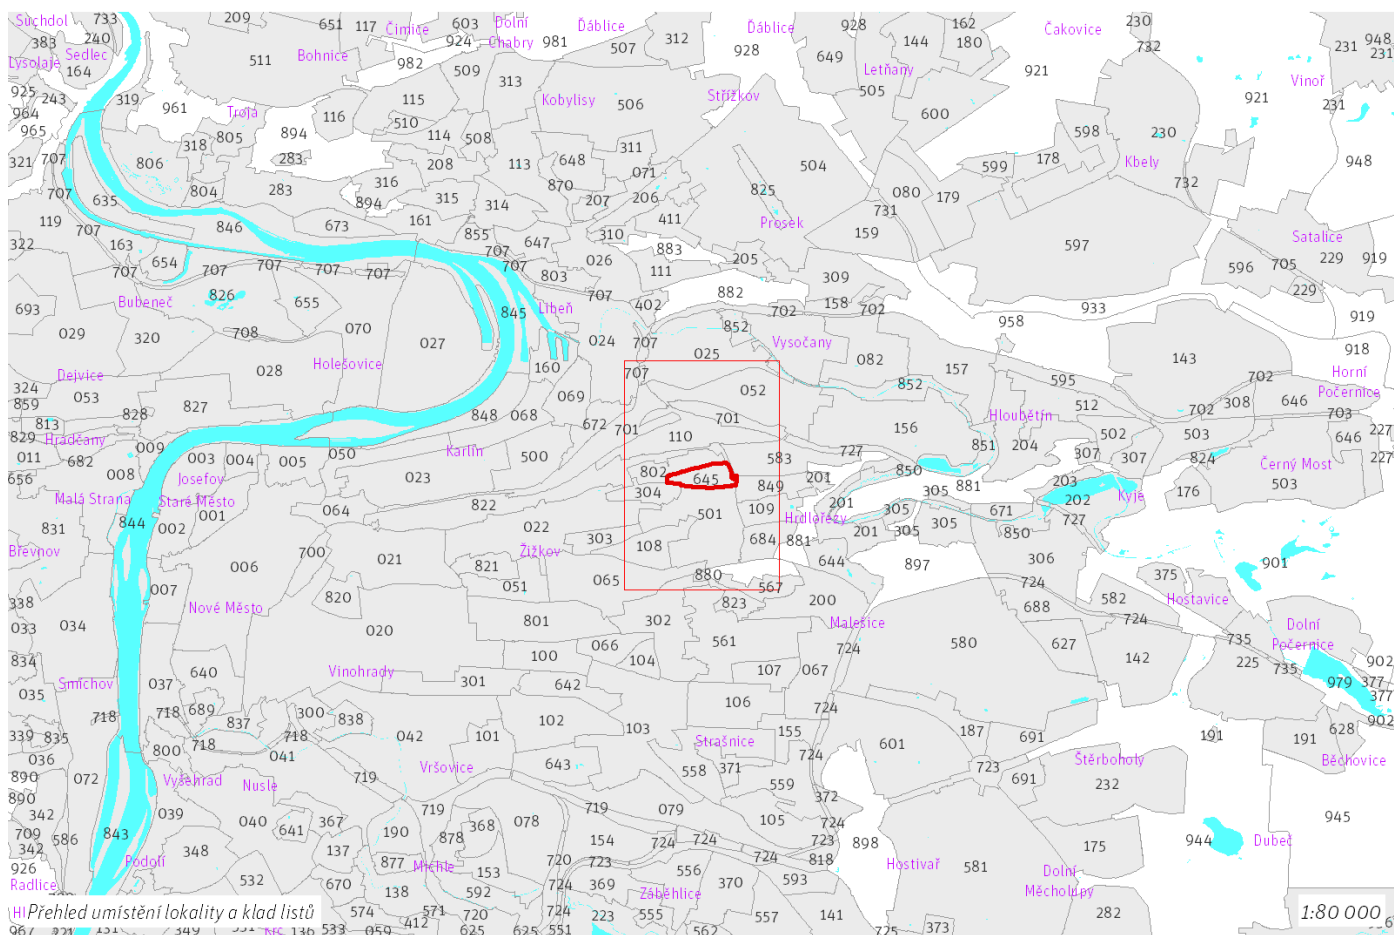 Suchdol 733 209 651 117 Čimice 603 Dolní Chabry Ďáblice 312 Ďáblice 928 162 Čakovice 230
383 240 Sedlec 511 Bohnice 982 924 981 507 928 649 144 180 732 231 948
Lysolaje 164 509 313 Letňany 921 Vinoř 231
925 243 319 961 Troja 116 115 Kobylisy 506 Střížkov 505 600 921 231
964 965 318 805 894 510 114 508 311 598 230
321 707 806 283 208 113 648 071 504 599 178 Kbely 948
707 635 804 283 316 894 315 314 870 207 206 825 080 179 732
119 707 846 673 161 855 411 Prosek 731 159 597 Satalice
322 163 654 707 707 707 707 707 647 310 883 026 205 229 919
707 707 803 111 309 596 705 229
693 Bubeneč 826 655 845 Libeň 707 402 882 702 158 702 933 919
029 320 708 070 027 024 707 852 Vysočany 958 918
Dejvice 028 Holešovice 160 025 082 157 143 Horní Počernice
324 053 707 052 852 595 702
859 828 827 848 068 069 672 701 701 Hloubětín 512 702 308 646 703
813 Hradčany 009 050 Karlín 110 156 204 502 503 227
829 682 003 004 005 500 727 851 307 307 646 227
011 008 Josefov 023 802 583 201 850 824 Černý Most
656 Malá Strana Staré Město 645 849 881 203 176 503
844 001 064 822 304 501 109 201 305 202 Kyje
831 002 022 303 108 684 Hrdlořezy 305 671 727
Břevnov 700 Žižkov 881 201 305 305 850
006 021 821 051 065 880 567 644 897 306 901
007 820 823 200 724 375 Hostavice
338 Nové Město 801 302 Malešice 688 582
033 034 020 066 561 724 580 627 724 Dolní Počernice
834 640 Vinohrady 100 104 107 067 142 735 225 735 902
035 Smíchov 037 301 642 106 979 377
718 718 689 837 300 838 102 724 377
339 835 718 718 042 101 103 155 187 691 191 191 628 902
036 800 041 Strašnice 724 601 Štěrboholy Běchovice
890 072 Vyšehrad Nusle 719 Vršovice 643 558 371 559 723 691 232
890 372 945
342 039 040 641 367 719 368 078 719 079 105 724
709 586 843 190 878 154 724 724 723 898 944 Dubeč
342 348 137 877 Michle 720 723 724 818 175
926 Podolí 153 556 Hostivař 581 Dolní Měcholupy
Radlice 532 670 138 592 724 369 Záběhlice 370 593
574 571 720 724 223 555 557 141 282
Přehled umístění lokality a klad listů 412 1:80 000
349 136 533 059 625 625 551 562 725 373